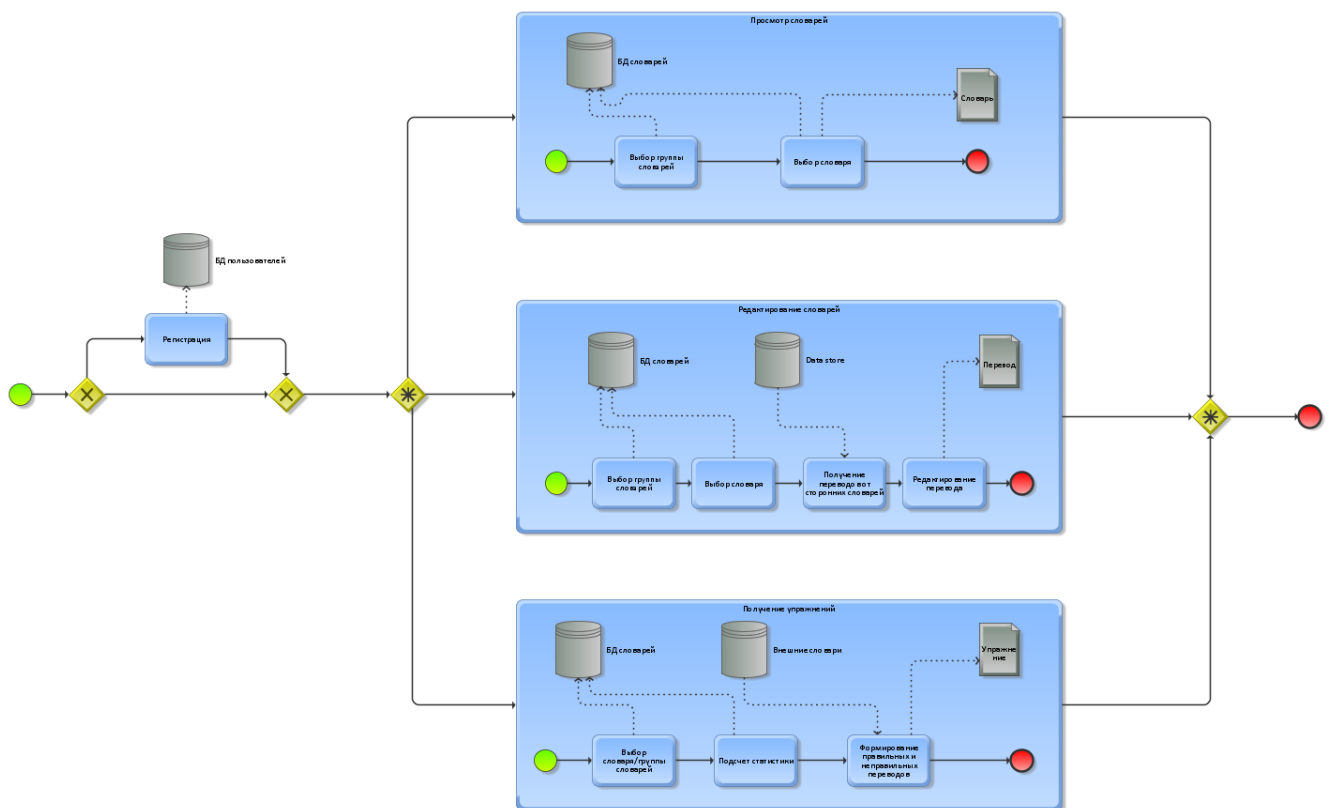 Просмотр словарей
БД словарей
Словарь
Выбор группы
словарей
Выбор словаря
БД пользователей
Регистрация
Редактирование словарей
БД словарей
Data store
Перевод
Выбор группы
словарей
Выбор словаря
Получение
переводо вот
сторонних словарей
Редактирование
перевода
Получение упражнений
БД словарей
Внешние словари
Упражне
ние
Выбор
словаря/группы
словарей
Подсчет статистики
Формирование
правильных и
неправильных
переводов